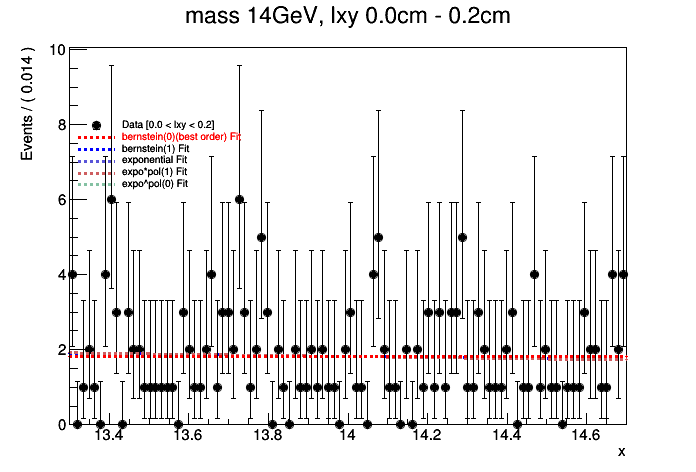 mass 14GeV, lxy 0.0cm - 0.2cm
Events / ( 0.014 )
10
8
6
4
2
0
Data [0.0 < lxy < 0.2]
bernstein(0)(best order) Fit
bernstein(1) Fit
exponential Fit
expo*pol(1) Fit
expo^pol(0) Fit
13.4 13.6 13.8 14 14.2 14.4 14.6
x